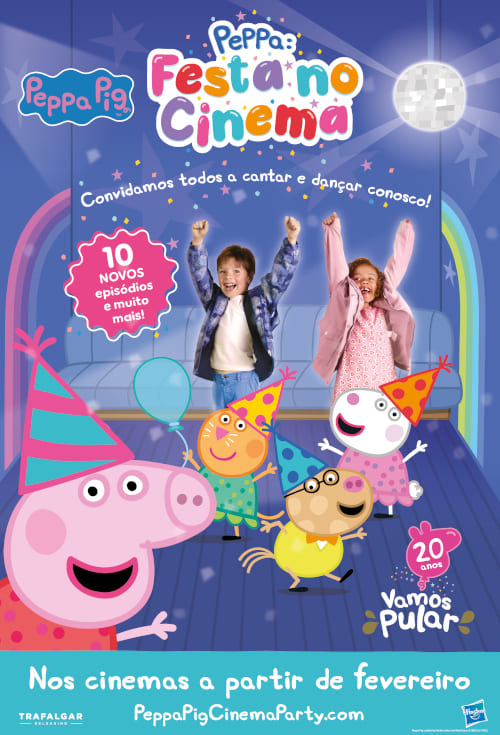 Peppa:
Festa no
Cinema
Peppa Pig
TM
Convidamos todos a cantar e dançar conosco!
10
NOVOS
episódios
e muito
mais!
20
anos
Vamos
Pular
Nos cinemas a partir de fevereiro
PeppaPigCinemaParty.com
TRAFALGAR
RELEASING
Hasbro